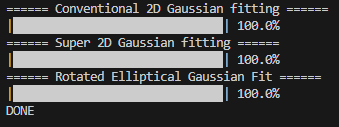 ====== Conventional 2D Gaussian fitting ======
|████████████████████████████| 100.0%
====== Super 2D Gaussian fitting ======
|████████████████████████████| 100.0%
====== Rotated Elliptical Gaussian Fit ======
|████████████████████████████| 100.0%
DONE